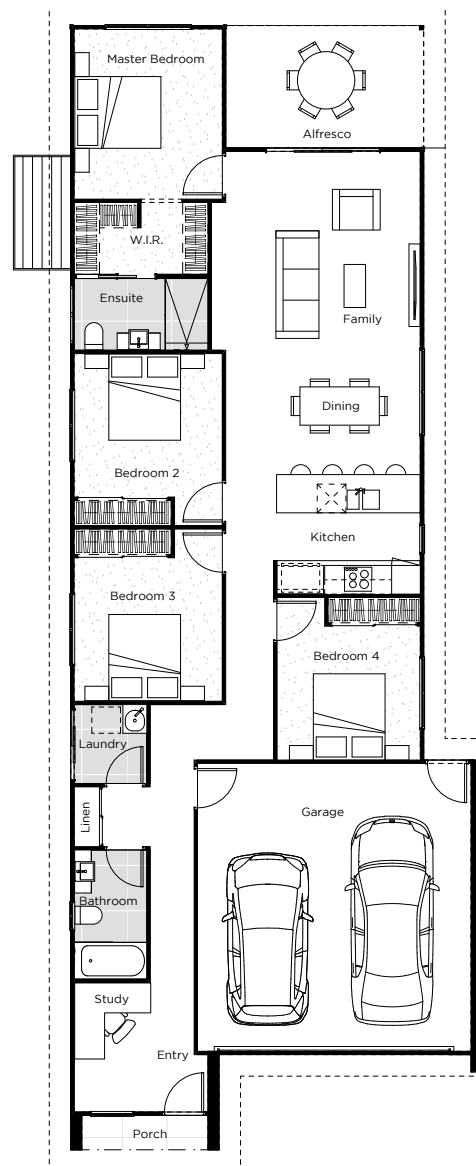 Master Bedroom
Alfresco
W.I.R.
Ensuite
Family
Dining
Bedroom 2
Kitchen
Bedroom 3
Bedroom 4
Laundry
Linen
Garage
Bathroom
Study
Entry
Porch